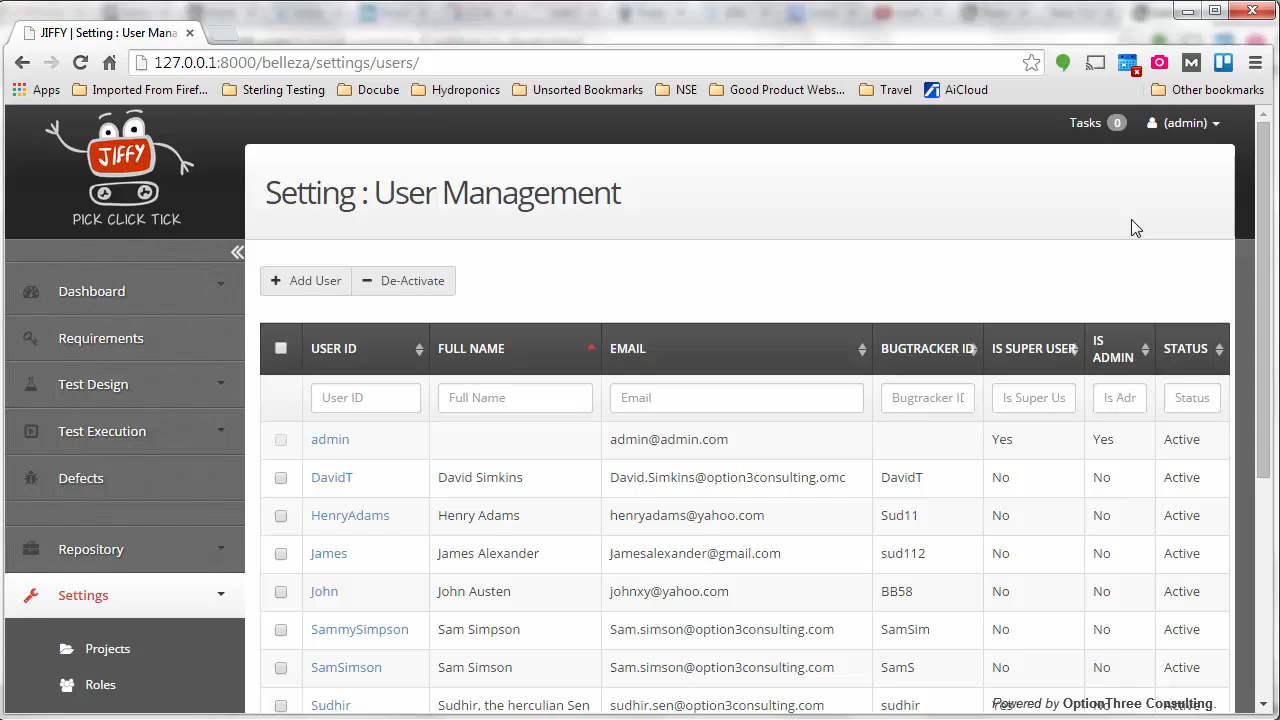 JIFFY | Setting : User Mana
127.0.0.1:8000/belleza/settings/users/
Apps Imported From Firef... Sterling Testing Docube Hydroponics Unsorted Bookmarks NSE Good Product Webs... Travel AiCloud Other bookmarks
JIFFY
PICK CLICK TICK
Tasks 0 (admin)
Setting : User Management
Dashboard
Requirements
Test Design
Test Execution
Defects
Repository
Settings
Projects
Roles
+ Add User − De-Activate
USER ID FULL NAME EMAIL BUGTRACKER ID IS SUPER USER IS ADMIN STATUS
User ID Full Name Email Bugtracker ID Is Super Us Is Adr Status
admin admin@admin.com Yes Yes Active
DavidT David Simkins David.Simkins@option3consulting.omc DavidT No No Active
HenryAdams Henry Adams henryadams@yahoo.com Sud11 No No Active
James James Alexander Jamesalexander@gmail.com sud112 No No Active
John John Austen johnxy@yahoo.com BB58 No No Active
SammySimpson Sam Simpson Sam.simson@option3consulting.com SamSim No No Active
SamSimson Sam Simson Sam.simson@option3consulting.com SamS No No Active
Sudhir Sudhir, the herculian Sen sudhir.sen@option3consulting.com sudhir Yes
Powered by OptionThree Consulting.